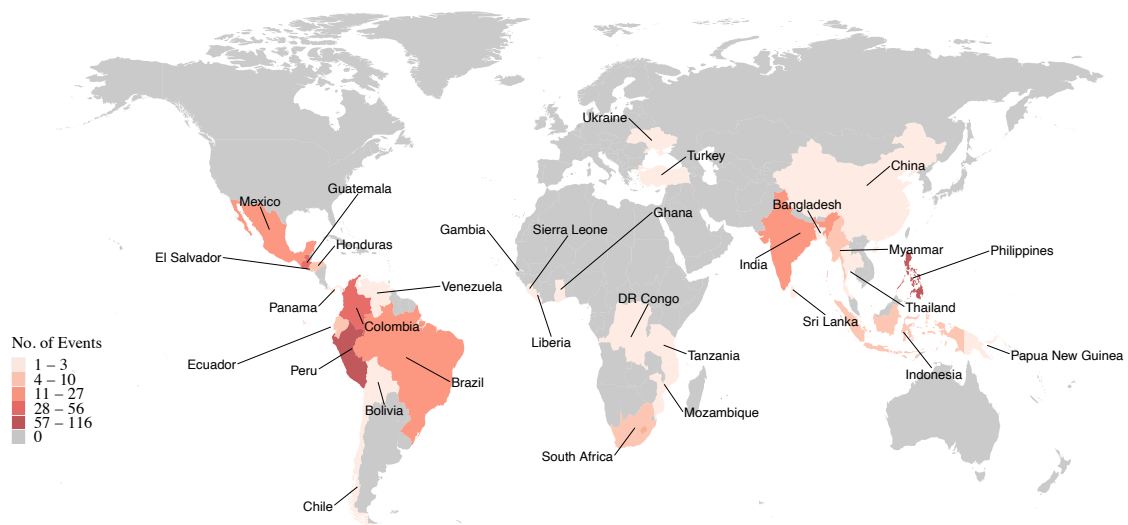 Ukraine
Turkey
China
Guatemala
Mexico
Bangladesh
Ghana
Gambia
Sierra Leone
Honduras
El Salvador
Myanmar
Philippines
India
Venezuela
DR Congo
Panama
Thailand
Sri Lanka
Colombia
Liberia
No. of Events
1 – 3
4 – 10
11 – 27
28 – 56
57 – 116
0
Ecuador
Peru
Tanzania
Papua New Guinea
Indonesia
Brazil
Bolivia
Mozambique
South Africa
Chile